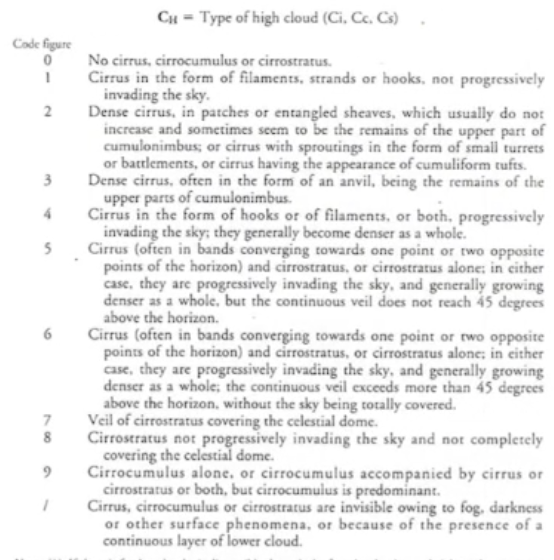 C_H = Type of high cloud (Ci, Cc, Cs)
Code figure
0 No cirrus, cirrocumulus or cirrostratus.
1 Cirrus in the form of filaments, strands or hooks, not progressively
invading the sky.
2 Dense cirrus, in patches or entangled sheaves, which usually do not
increase and sometimes seem to be the remains of the upper part of
cumulonimbus; or cirrus with sproutings in the form of small turrets
or battlements, or cirrus having the appearance of cumuliform tufts.
3 Dense cirrus, often in the form of an anvil, being the remains of the
upper parts of cumulonimbus.
4 Cirrus in the form of hooks or of filaments, or both, progressively
invading the sky; they generally become denser as a whole.
5 Cirrus (often in bands converging towards one point or two opposite
points of the horizon) and cirrostratus, or cirrostratus alone; in either
case, they are progressively invading the sky, and generally growing
denser as a whole, but the continuous veil does not reach 45 degrees
above the horizon.
6 Cirrus (often in bands converging towards one point or two opposite
points of the horizon) and cirrostratus, or cirrostratus alone; in either
case, they are progressively invading the sky, and generally growing
denser as a whole; the continuous veil exceeds more than 45 degrees
above the horizon, without the sky being totally covered.
7 Veil of cirrostratus covering the celestial dome.
8 Cirrostratus not progressively invading the sky and not completely
covering the celestial dome.
9 Cirrocumulus alone, or cirrocumulus accompanied by cirrus or
cirrostratus or both, but cirrocumulus is predominant.
/ Cirrus, cirrocumulus or cirrostratus are invisible owing to fog, darkness
or other surface phenomena, or because of the presence of a
continuous layer of lower cloud.